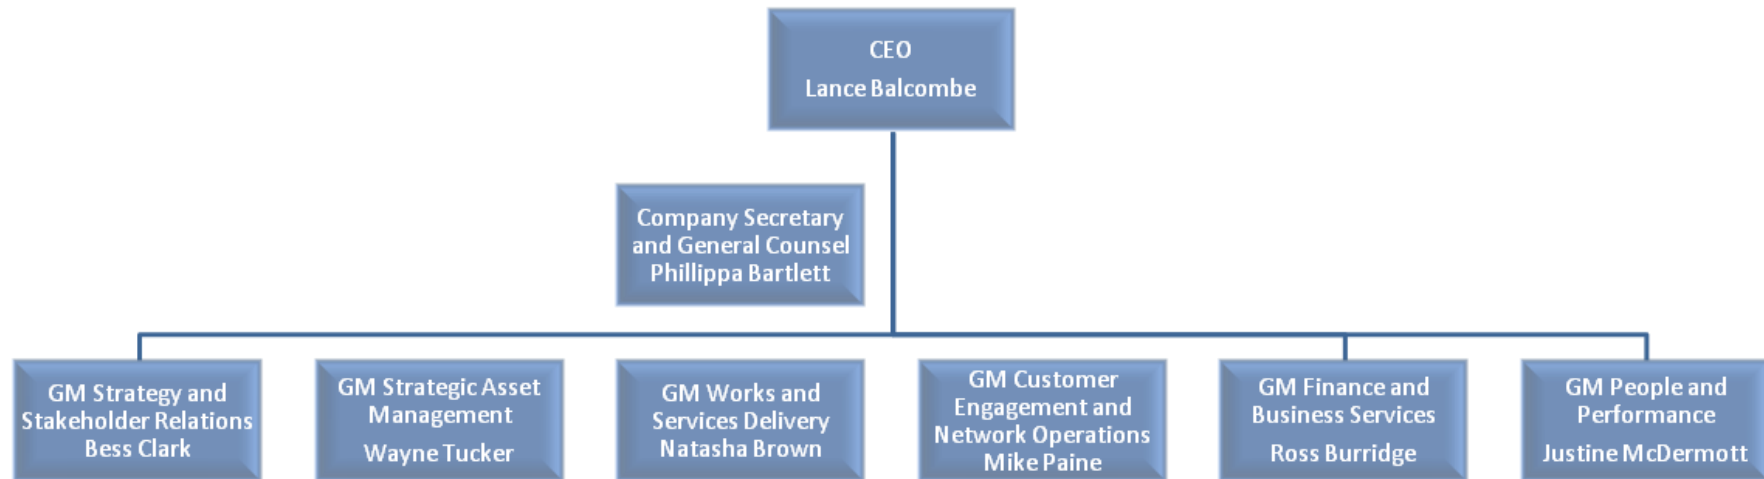 CEO
Lance Balcombe
Company Secretary
and General Counsel
Phillippa Bartlett
GM Strategy and
Stakeholder Relations
Bess Clark
GM Strategic Asset
Management
Wayne Tucker
GM Works and
Services Delivery
Natasha Brown
GM Customer
Engagement and
Network Operations
Mike Paine
GM Finance and
Business Services
Ross Burridge
GM People and
Performance
Justine McDermott